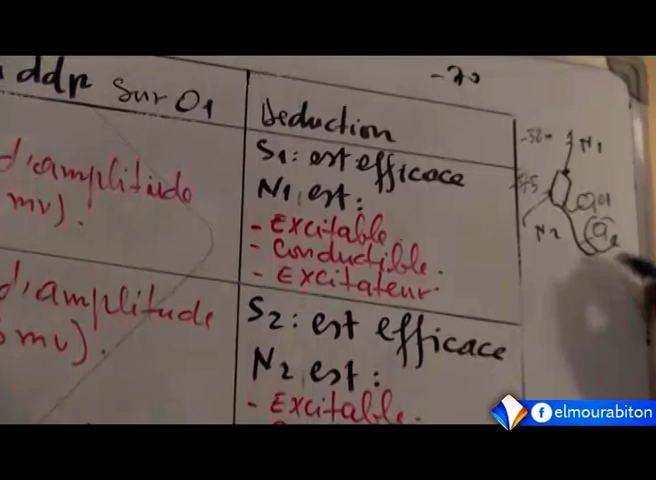 -70
ddp sur O1
Deduction
d'amplitude
mv).
S1: est efficace
N1 est:
- Excitable.
- Conductible.
- Excitateur.
N1
N2
d'amplitude
mv).
S2: est efficace
N2 est:
- Excitable.
elmourabiton